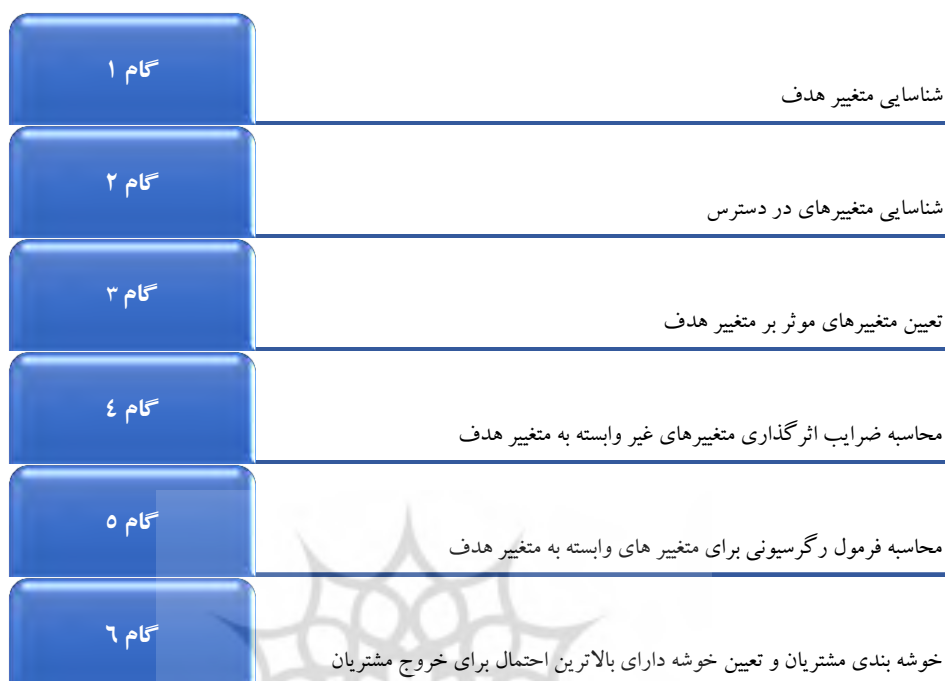 گام ۱
شناسایی متغییر هدف
گام ۲
شناسایی متغییرهای در دسترس
گام ۳
تعیین متغییرهای موثر بر متغییر هدف
گام ٤
محاسبه ضرایب اثرگذاری متغییرهای غیر وابسته به متغییر هدف
گام ٥
محاسبه فرمول رگرسیونی برای متغییر های وابسته به متغییر هدف
گام ٦
خوشه بندی مشتریان و تعیین خوشه دارای بالاترین احتمال برای خروج مشتریان